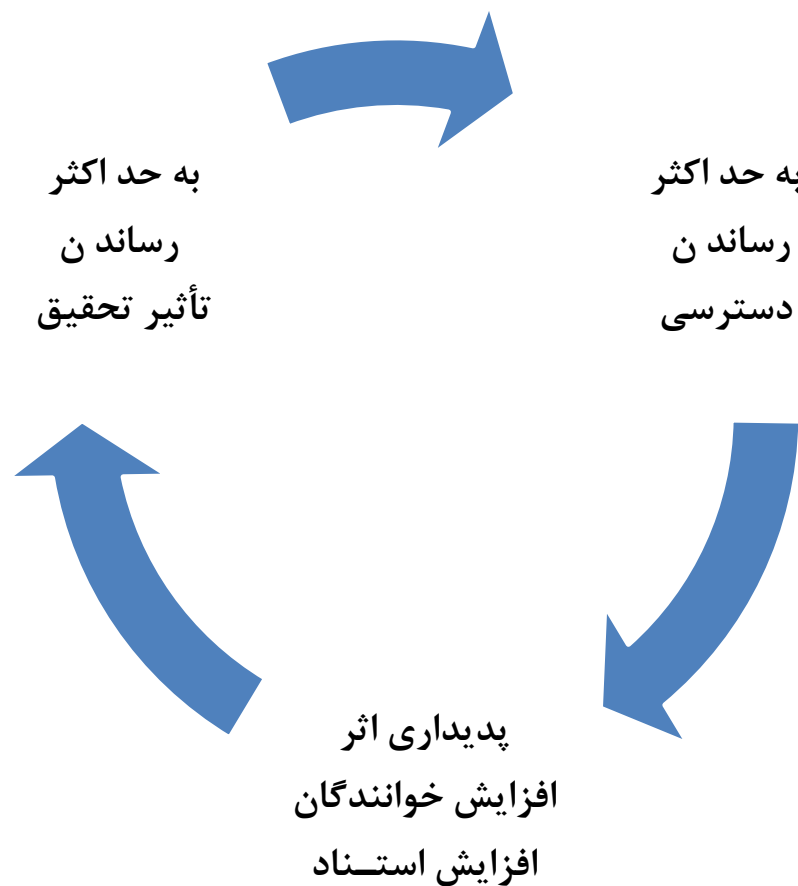 به حد اکثر
رساند ن
دسترسی
پدیداری اثر
افزایش خوانندگان
افزایش استــناد
به حد اکثر
رساند ن
تأثیر تحقیق